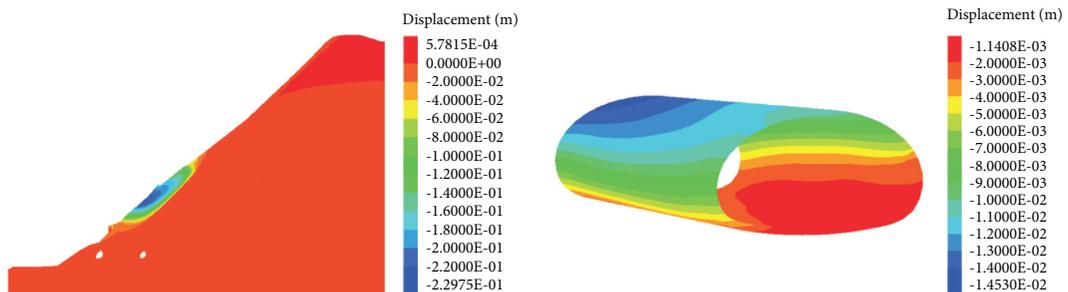 Displacement (m)
5.7815E-04
0.0000E+00
-2.0000E-02
-4.0000E-02
-6.0000E-02
-8.0000E-02
-1.0000E-01
-1.2000E-01
-1.4000E-01
-1.6000E-01
-1.8000E-01
-2.0000E-01
-2.2000E-01
-2.2975E-01
Displacement (m)
-1.1408E-03
-2.0000E-03
-3.0000E-03
-4.0000E-03
-5.0000E-03
-6.0000E-03
-7.0000E-03
-8.0000E-03
-9.0000E-03
-1.0000E-02
-1.1000E-02
-1.2000E-02
-1.3000E-02
-1.4000E-02
-1.4530E-02